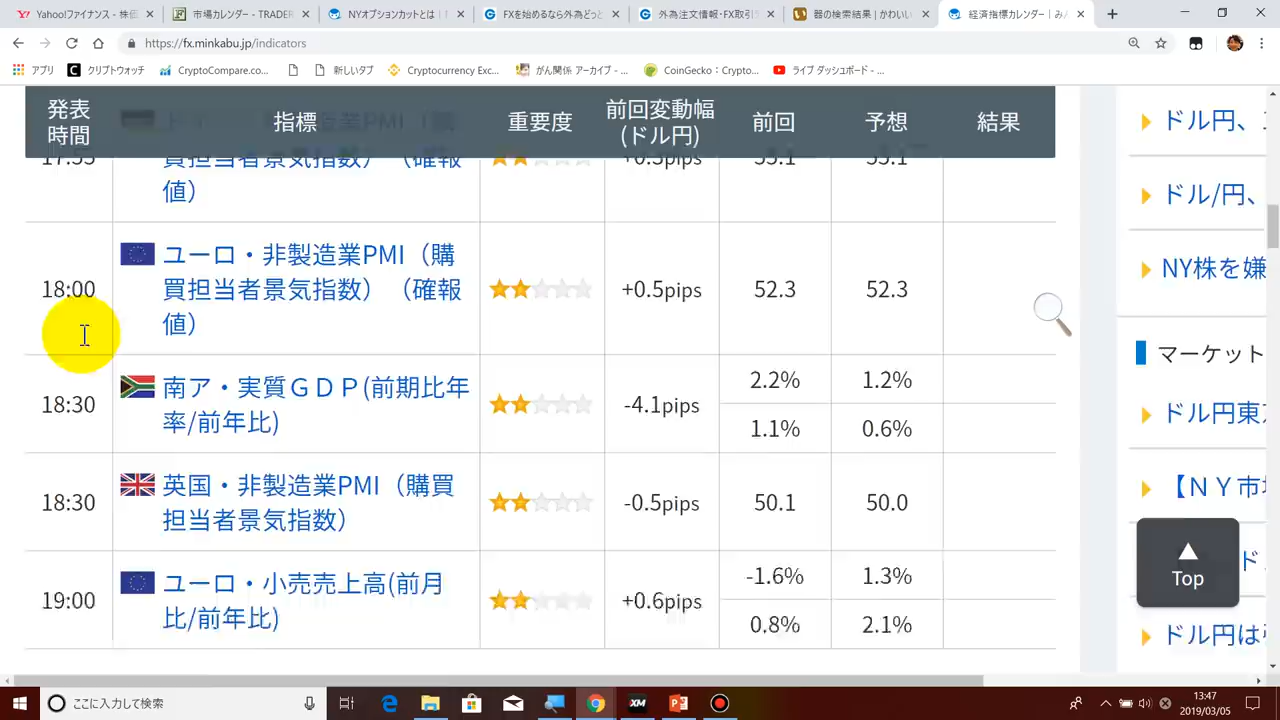 Yahoo!ファイナンス - 株価
市場カレンダー - TRADER
NYオプションカットとは｜
FXを始めるなら外為どっと
外為注文情報･FX取引
器の検索結果 | かわいい
経済指標カレンダー｜みん
https://fx.minkabu.jp/indicators
アプリ
クリプトウォッチ
CryptoCompare.co...
新しいタブ
Cryptocurrency Exc...
がん関係 アーカイブ - ...
CoinGecko：Crypto...
ライブ ダッシュボード - ...
発表
時間
指標
重要度
前回変動幅
(ドル円)
前回
予想
結果
17:55
買担当者景気指数）（確報
値）
+0.5pips
55.1
55.1
18:00
ユーロ・非製造業PMI（購
買担当者景気指数）（確報
値）
+0.5pips
52.3
52.3
18:30
南ア・実質ＧＤＰ(前期比年
率/前年比)
-4.1pips
2.2%
1.2%
1.1%
0.6%
18:30
英国・非製造業PMI（購買
担当者景気指数）
-0.5pips
50.1
50.0
19:00
ユーロ・小売売上高(前月
比/前年比)
+0.6pips
-1.6%
1.3%
0.8%
2.1%
ドル円、
ドル/円、
NY株を嫌
マーケット
ドル円東
【ＮＹ市
Top
ドル円は
ここに入力して検索
XM
13:47
2019/03/05